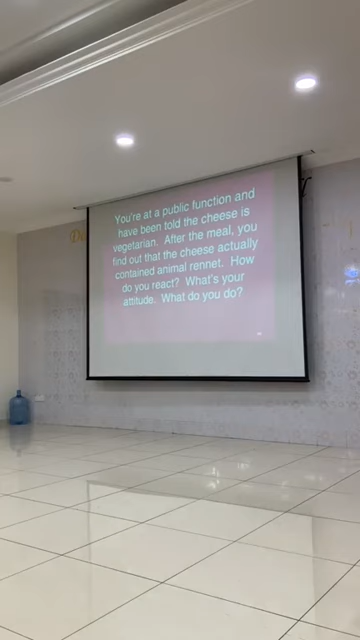 You're at a public function and
have been told the cheese is
vegetarian.  After the meal, you
find out that the cheese actually
contained animal rennet.  How
do you react?  What's your
attitude.  What do you do?